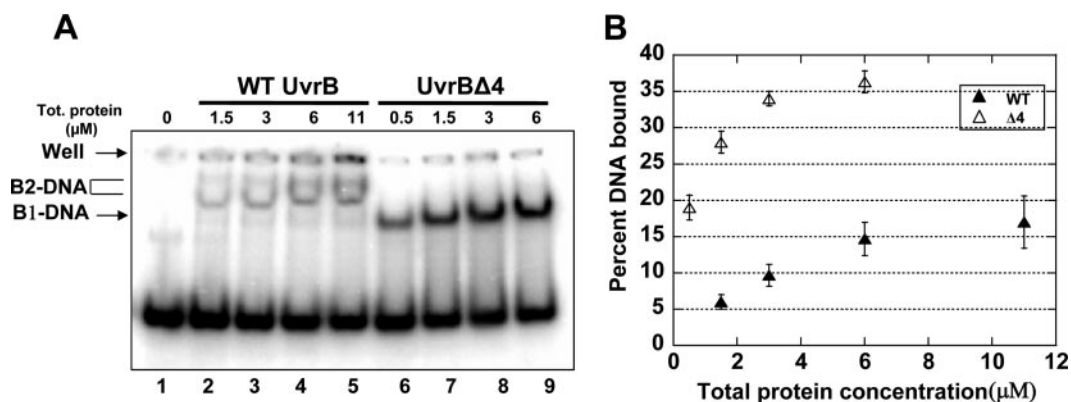 A
WT UvrB UvrBΔ4
Tot. protein
(µM)
0 1.5 3 6 11 0.5 1.5 3 6
Well
B2-DNA
B1-DNA
1 2 3 4 5 6 7 8 9
B
Percent DNA bound
40
35
30
25
20
15
10
5
0
WT
Δ4
0 2 4 6 8 10 12
Total protein concentration(µM)